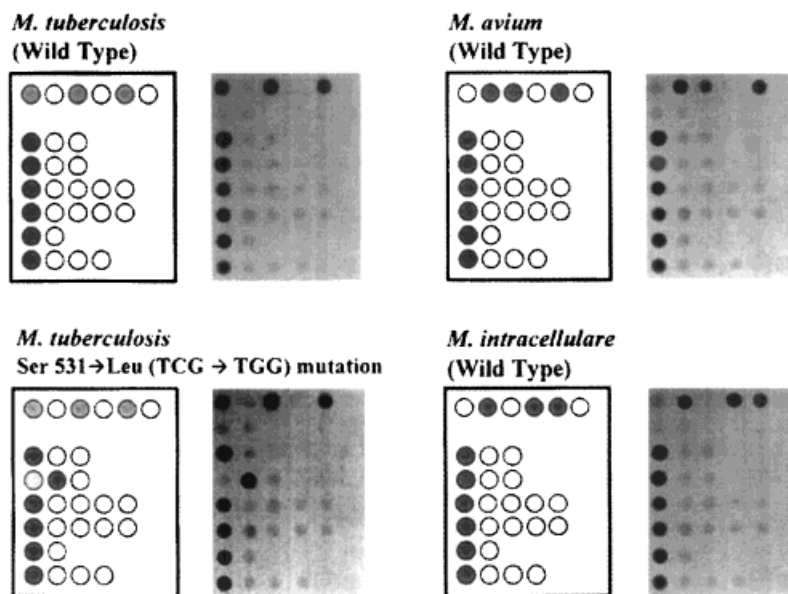 M. tuberculosis
(Wild Type)
M. avium
(Wild Type)
M. tuberculosis
Ser 531→Leu (TCG → TGG) mutation
M. intracellulare
(Wild Type)